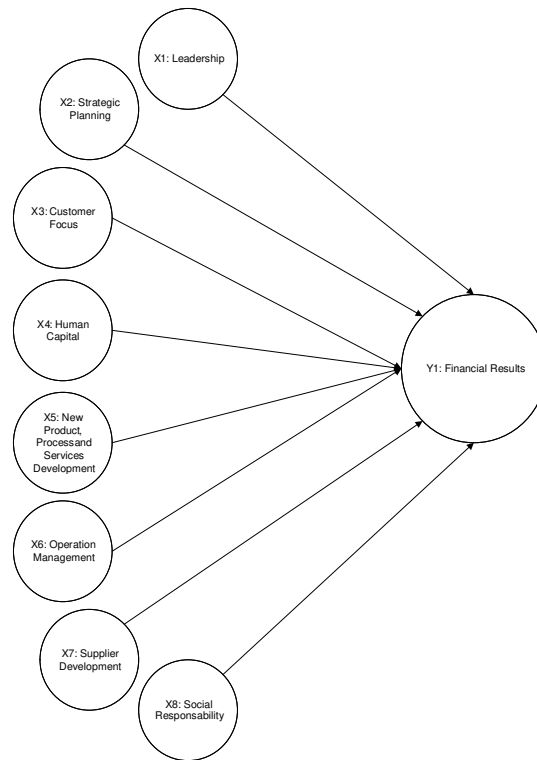 X1: Leadership
X2: Strategic
Planning
X3: Customer
Focus
X4: Human
Capital
Y1: Financial Results
X5: New
Product,
Processand
Services
Development
X6: Operation
Management
X7: Supplier
Development
X8: Social
Responsability